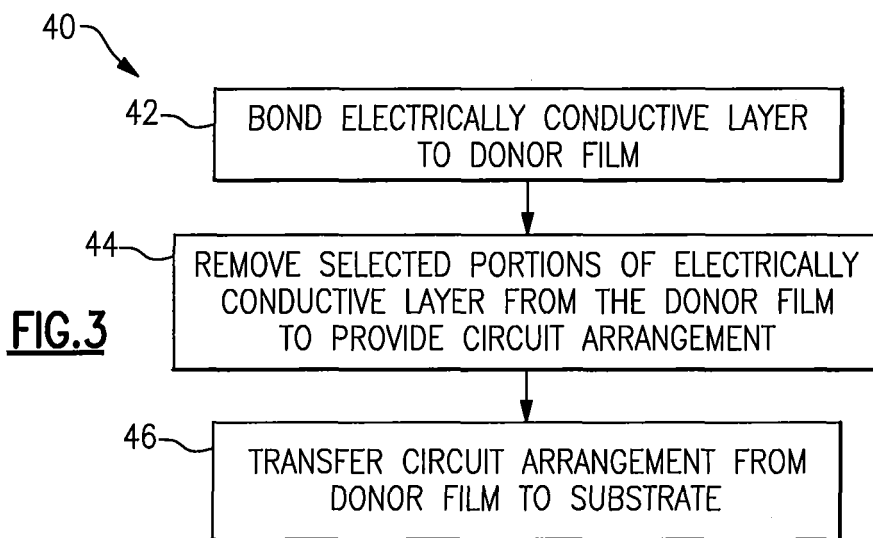 40
42
BOND ELECTRICALLY CONDUCTIVE LAYER
TO DONOR FILM
44
REMOVE SELECTED PORTIONS OF ELECTRICALLY
CONDUCTIVE LAYER FROM THE DONOR FILM
TO PROVIDE CIRCUIT ARRANGEMENT
FIG.3
46
TRANSFER CIRCUIT ARRANGEMENT FROM
DONOR FILM TO SUBSTRATE